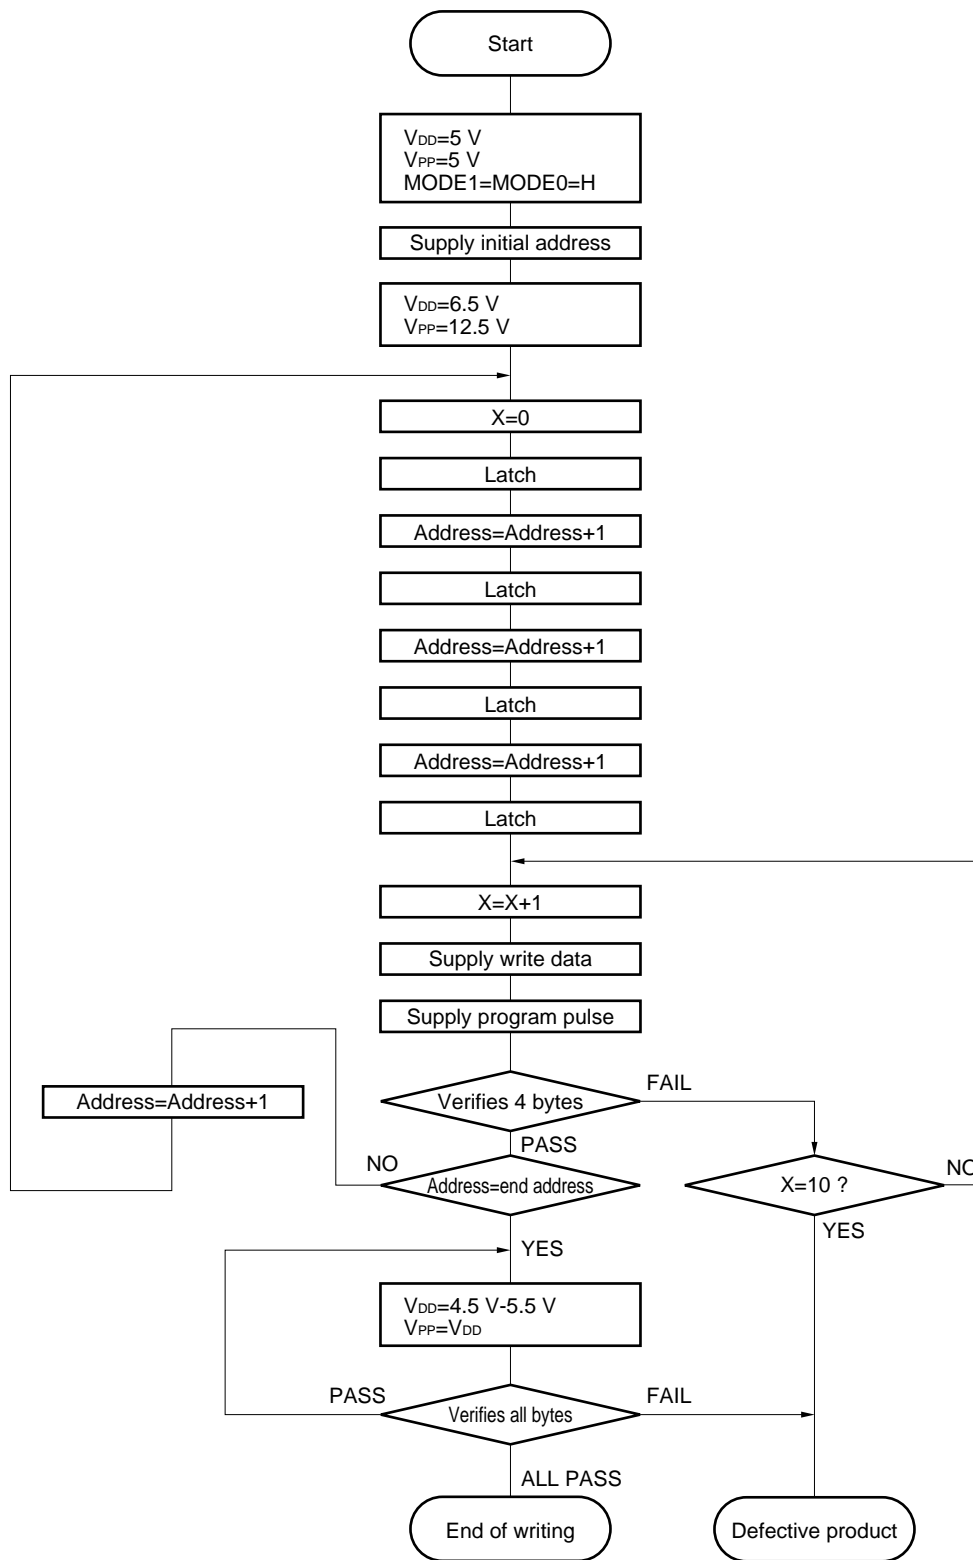 Start
VDD=5 V
VPP=5 V
MODE1=MODE0=H
Supply initial address
VDD=6.5 V
VPP=12.5 V
X=0
Latch
Address=Address+1
Latch
Address=Address+1
Latch
Address=Address+1
Latch
X=X+1
Supply write data
Supply program pulse
Address=Address+1
Verifies 4 bytes
FAIL
PASS
NO
Address=end address
X=10 ?
NO
YES
YES
VDD=4.5 V-5.5 V
VPP=VDD
PASS
Verifies all bytes
FAIL
ALL PASS
End of writing
Defective product